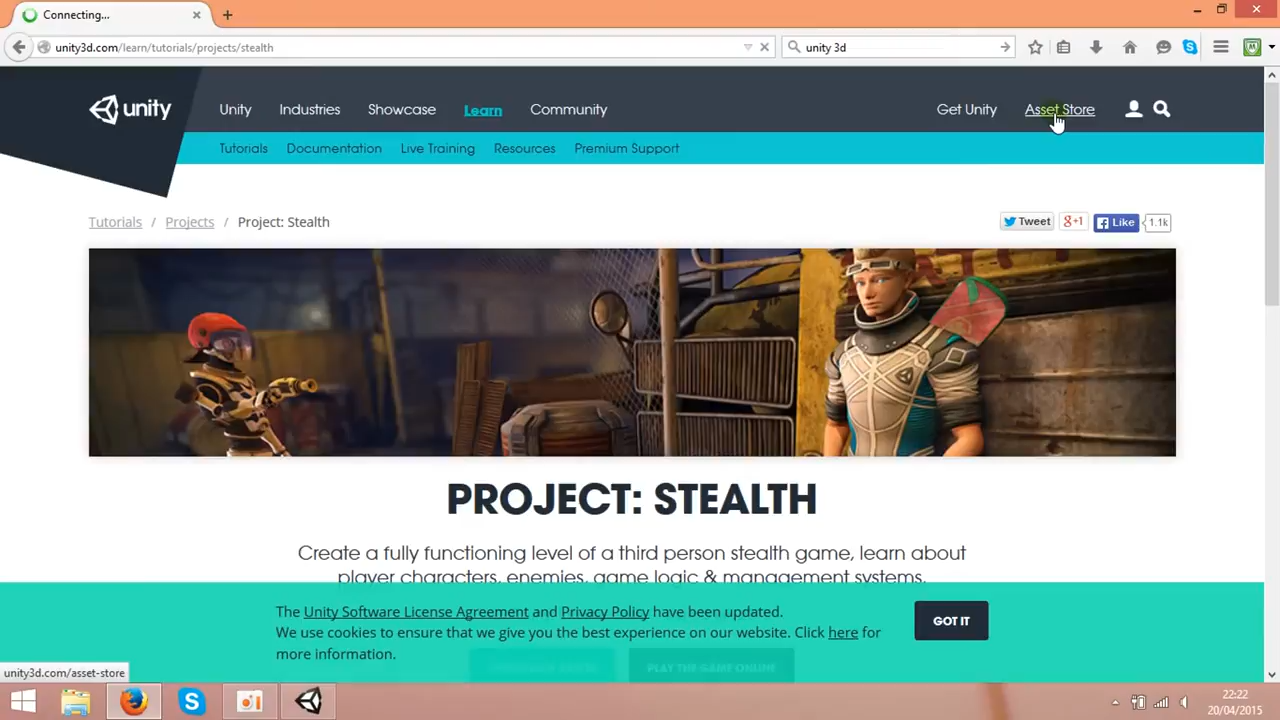 Connecting...
unity3d.com/learn/tutorials/projects/stealth
unity 3d
unity
Unity
Industries
Showcase
Learn
Community
Get Unity
Asset Store
Tutorials
Documentation
Live Training
Resources
Premium Support
Tutorials / Projects / Project: Stealth
Tweet
g+1
Like
1.1k
PROJECT: STEALTH
Create a fully functioning level of a third person stealth game, learn about
player characters, enemies, game logic & management systems.
The Unity Software License Agreement and Privacy Policy have been updated.
We use cookies to ensure that we give you the best experience on our website. Click here for
more information.
GOT IT
PLAY THE GAME ONLINE
unity3d.com/asset-store
22:22
20/04/2015